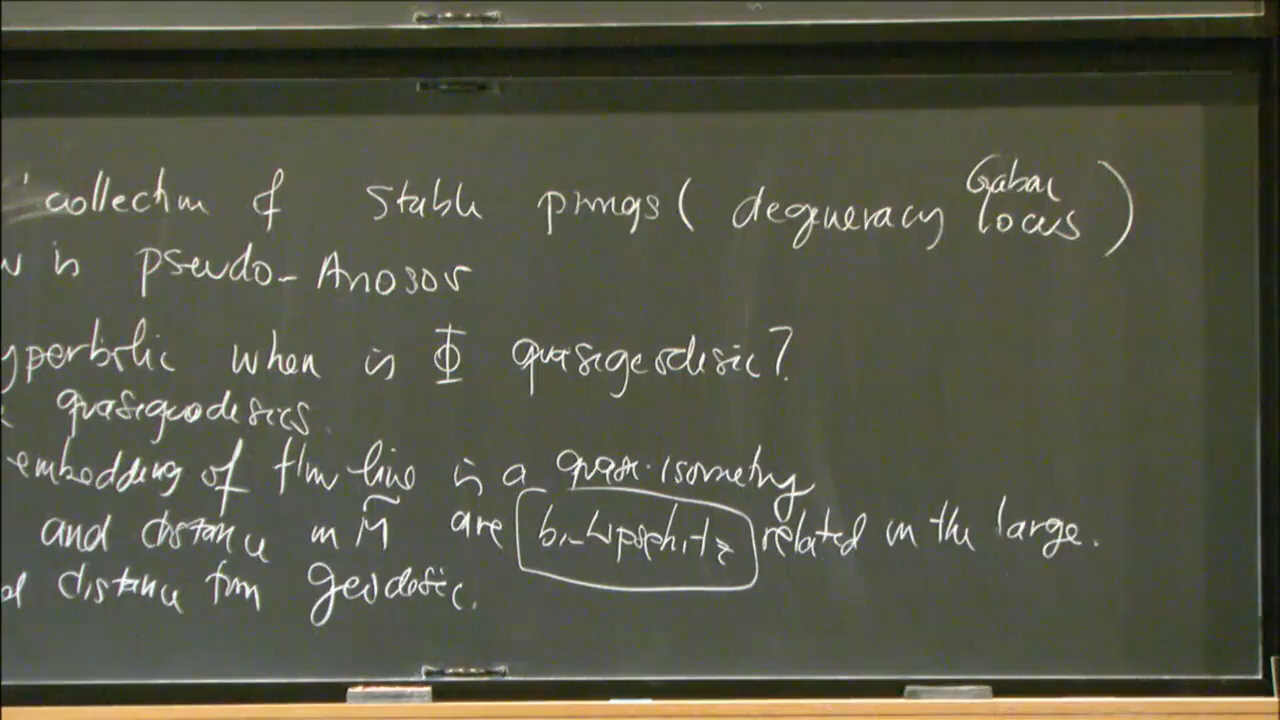 collection of stable prongs (degeneracy Gabai locus)
is pseudo-Anosov
yperbolic when is Φ quasigeodesic?
quasigeodesics.
embedding of flow line is a quasi-isometry
and distance in M̃ are bi-Lipschitz related in the large.
d distance from geodesic.